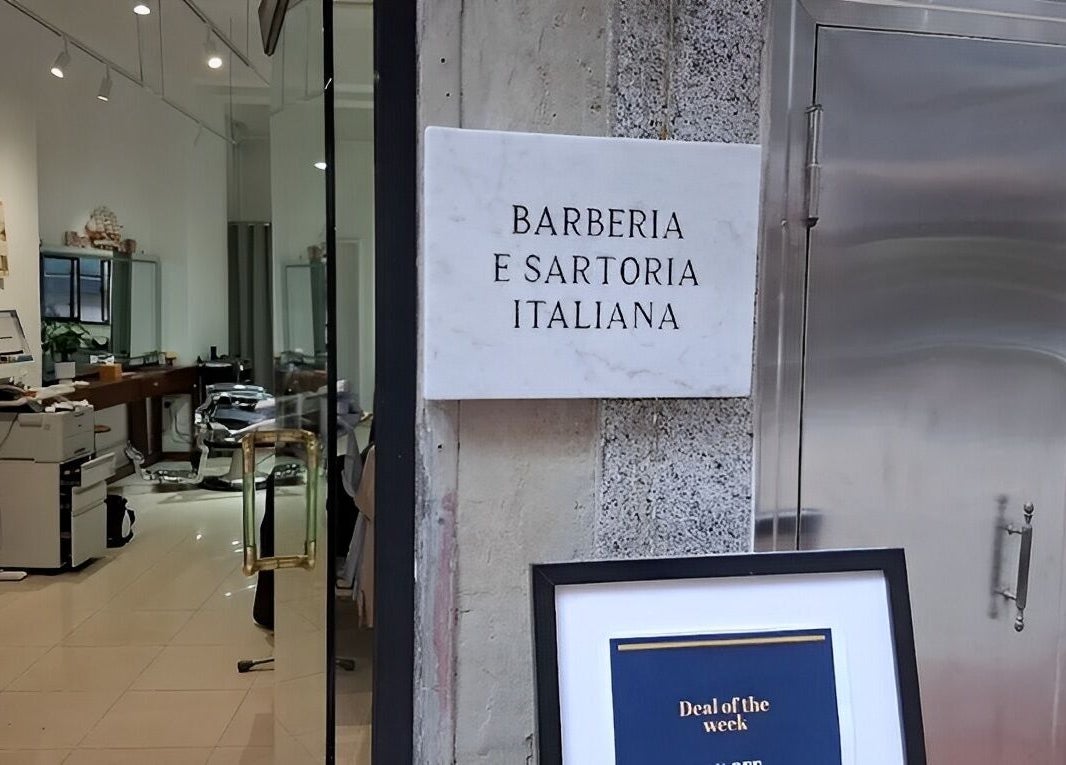 BARBERIA
E SARTORIA
ITALIANA
Deal of the
week